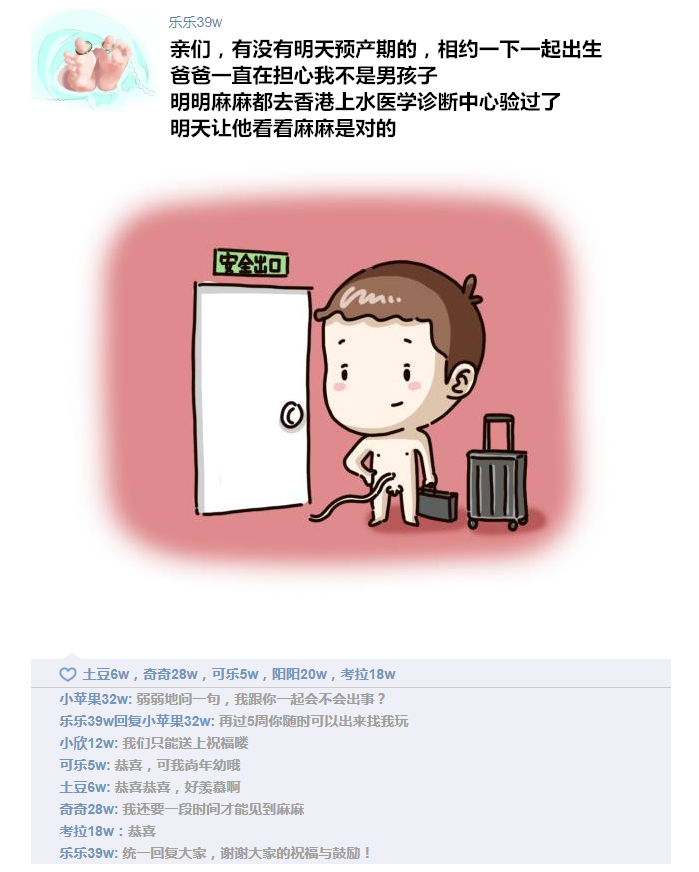 乐乐39w
亲们，有没有明天预产期的，相约一下一起出生
爸爸一直在担心我不是男孩子
明明麻麻都去香港上水医学诊断中心验过了
明天让他看看麻麻是对的
安全出口
土豆6w，奇奇28w，可乐5w，阳阳20w，考拉18w
小苹果32w: 弱弱地问一句，我跟你一起会不会出事？
乐乐39w回复小苹果32w: 再过5周你随时可以出来找我玩
小欣12w: 我们只能送上祝福喽
可乐5w: 恭喜，可我尚年幼哦
土豆6w: 恭喜恭喜，好羡慕啊
奇奇28w: 我还要一段时间才能见到麻麻
考拉18w：恭喜
乐乐39w: 统一回复大家，谢谢大家的祝福与鼓励！